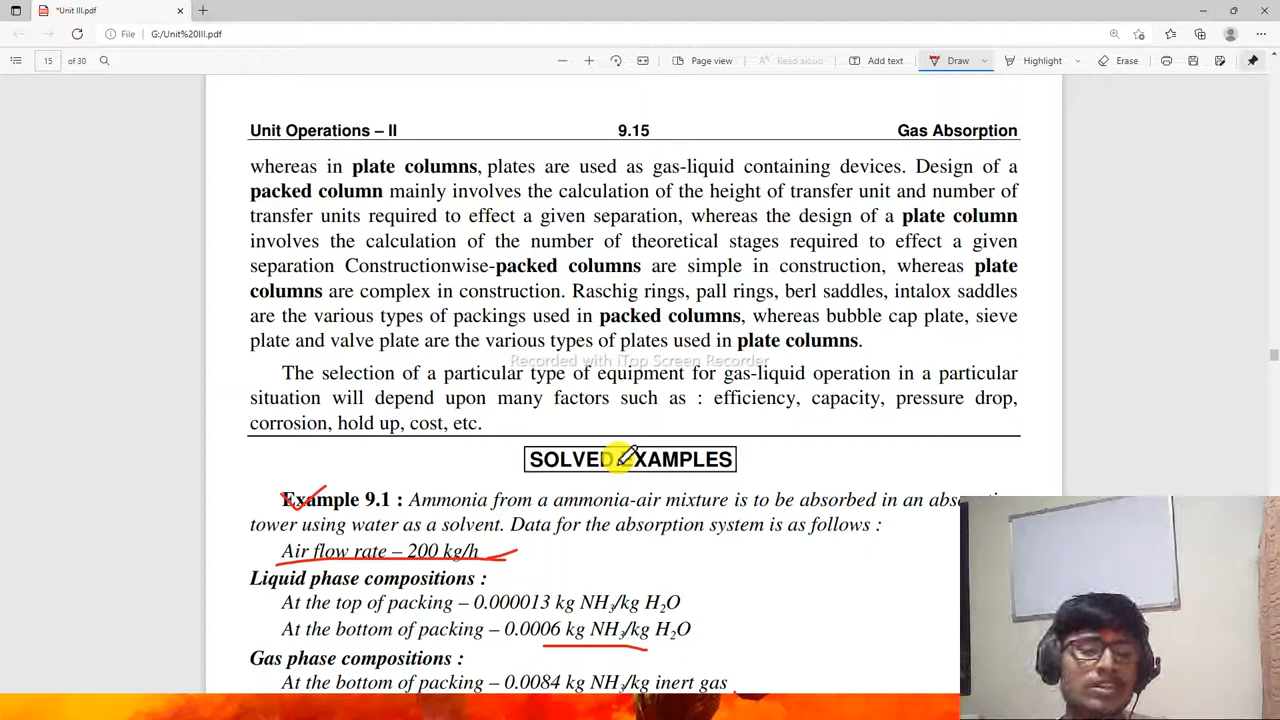 *Unit III.pdf
File
G:/Unit%20III.pdf
15 of 30
Page view
Read aloud
Add text
Draw
Highlight
Erase
Unit Operations – II 9.15 Gas Absorption
whereas in plate columns, plates are used as gas-liquid containing devices. Design of a
packed column mainly involves the calculation of the height of transfer unit and number of
transfer units required to effect a given separation, whereas the design of a plate column
involves the calculation of the number of theoretical stages required to effect a given
separation Constructionwise-packed columns are simple in construction, whereas plate
columns are complex in construction. Raschig rings, pall rings, berl saddles, intalox saddles
are the various types of packings used in packed columns, whereas bubble cap plate, sieve
plate and valve plate are the various types of plates used in plate columns.
Recorded with iTop Screen Recorder
The selection of a particular type of equipment for gas-liquid operation in a particular
situation will depend upon many factors such as : efficiency, capacity, pressure drop,
corrosion, hold up, cost, etc.
SOLVED EXAMPLES
Example 9.1 : Ammonia from a ammonia-air mixture is to be absorbed in an
tower using water as a solvent. Data for the absorption system is as follows :
Air flow rate – 200 kg/h
Liquid phase compositions :
At the top of packing – 0.000013 kg NH₃/kg H₂O
At the bottom of packing – 0.0006 kg NH₃/kg H₂O
Gas phase compositions :
At the bottom of packing – 0.0084 kg NH₃/kg inert gas